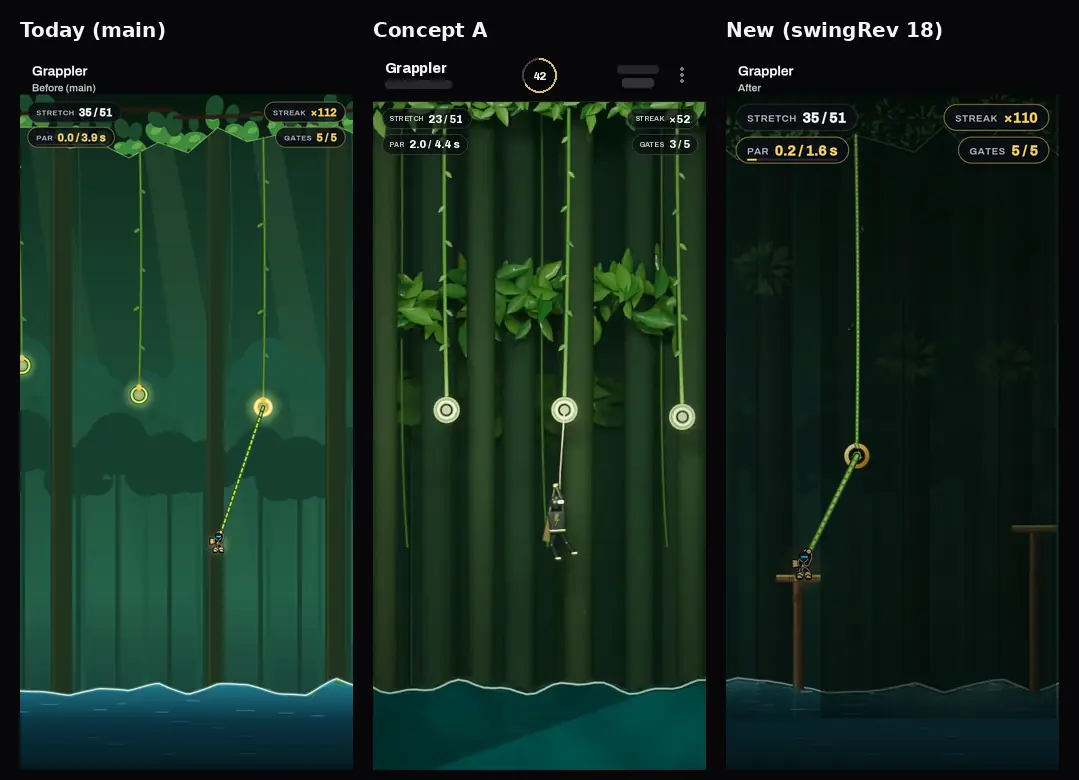 Today (main)
Grappler
Before (main)
STRETCH 35/51
STREAK ×112
PAR 0.0/3.9 s
GATES 5/5
Concept A
Grappler
42
STRETCH 23/51
STREAK ×52
PAR 2.0/4.4 s
GATES 3/5
New (swingRev 18)
Grappler
After
STRETCH 35/51
STREAK ×110
PAR 0.2/1.6 s
GATES 5/5